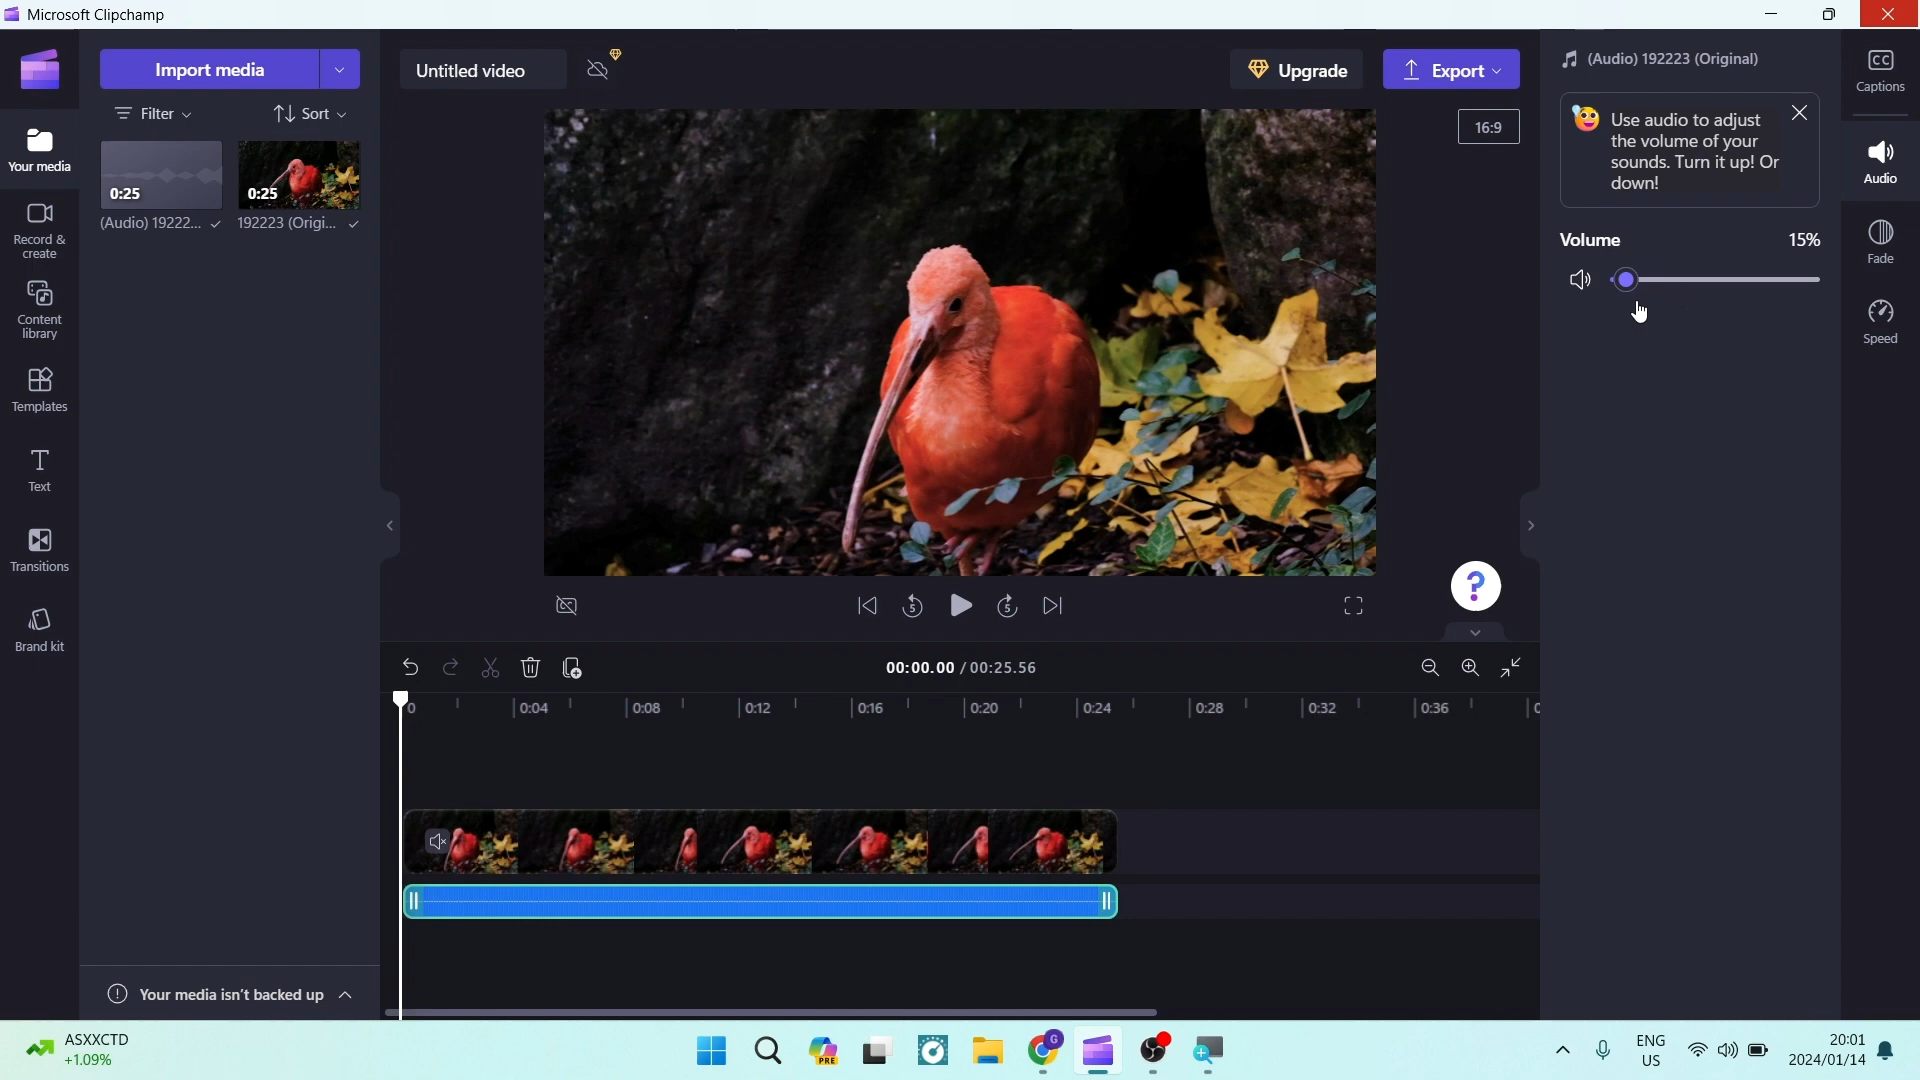 Microsoft Clipchamp
Import media
Filter
Sort
0:25
0:25
(Audio) 19222...
192223 (Origi...
Your media
Record &
create
Content
library
Templates
Text
Transitions
Brand kit
Your media isn't backed up
Untitled video
Upgrade
Export
16:9
5
5
?
00:00.00 / 00:25.56
0
0:04
0:08
0:12
0:16
0:20
0:24
0:28
0:32
0:36
(Audio) 192223 (Original)
Use audio to adjust
the volume of your
sounds. Turn it up! Or
down!
Volume
15%
CC
Captions
Audio
Fade
Speed
ASXXCTD
+1.09%
PRE
G
ENG
US
20:01
2024/01/14